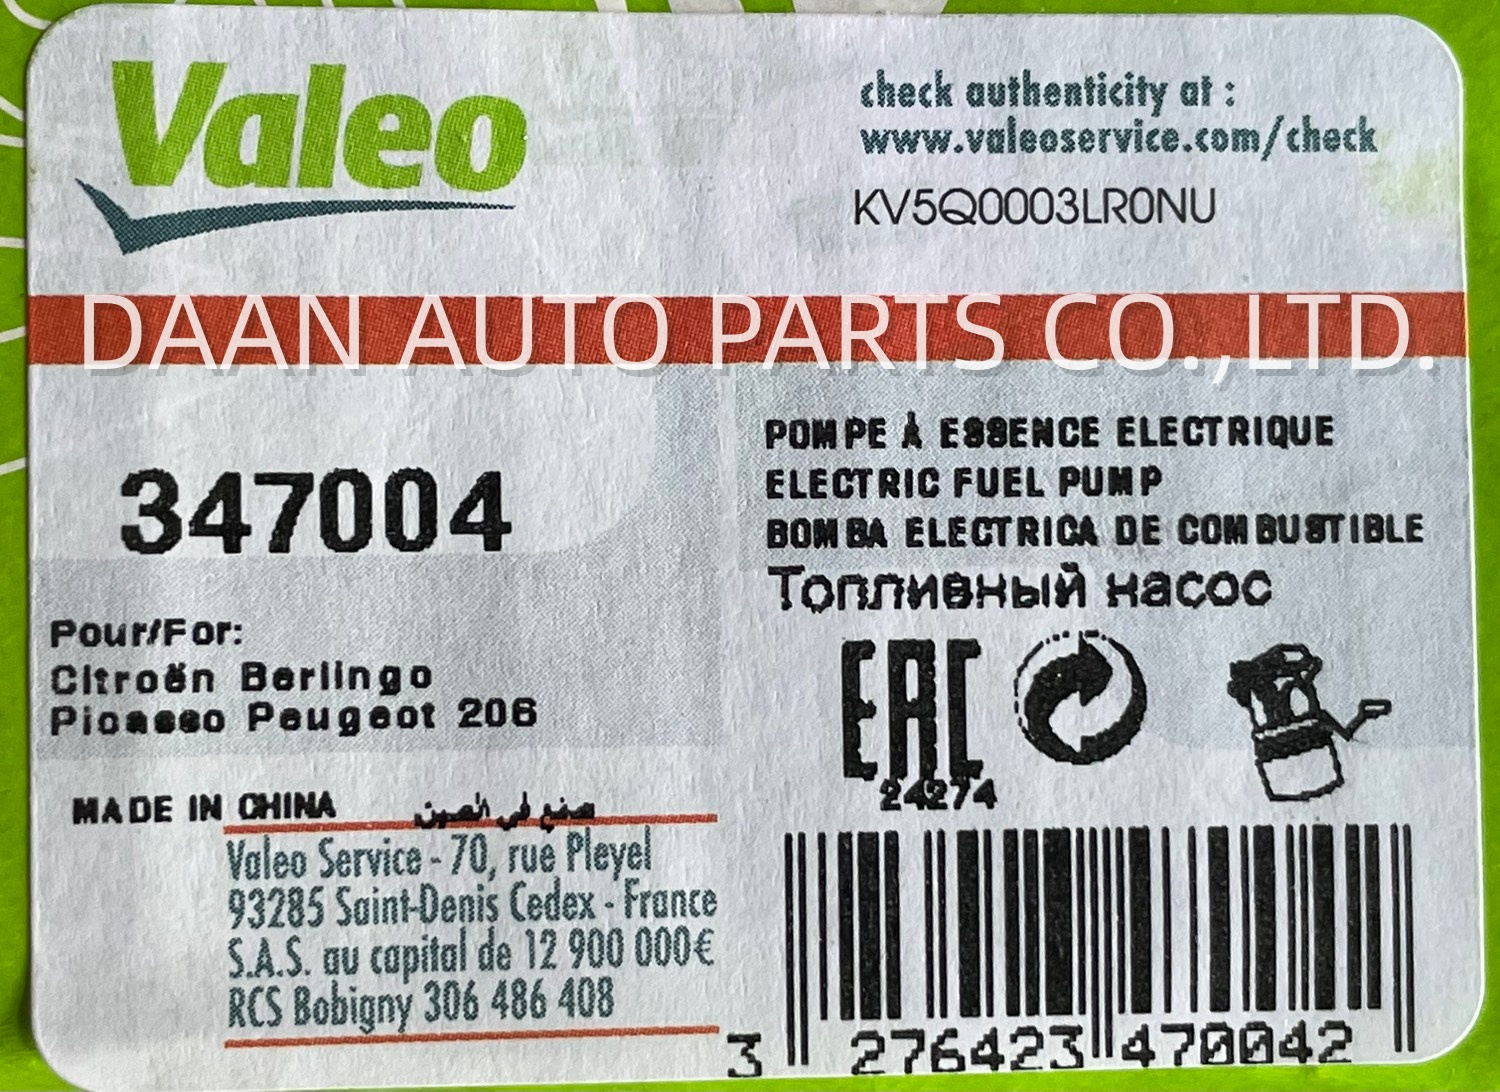 Valeo
check authenticity at :
www.valeoservice.com/check
KV5Q0003LR0NU
DAAN AUTO PARTS CO.,LTD.
347004
POMPE À ESSENCE ELECTRIQUE
ELECTRIC FUEL PUMP
BOMBA ELECTRICA DE COMBUSTIBLE
Топливный насос
Pour/For:
Citroën Berlingo
Picasso Peugeot 206
EAC
24274
MADE IN CHINA صنع في الصين
Valeo Service - 70, rue Pleyel
93285 Saint-Denis Cedex - France
S.A.S. au capital de 12 900 000€
RCS Bobigny 306 486 408
3 276423 470042